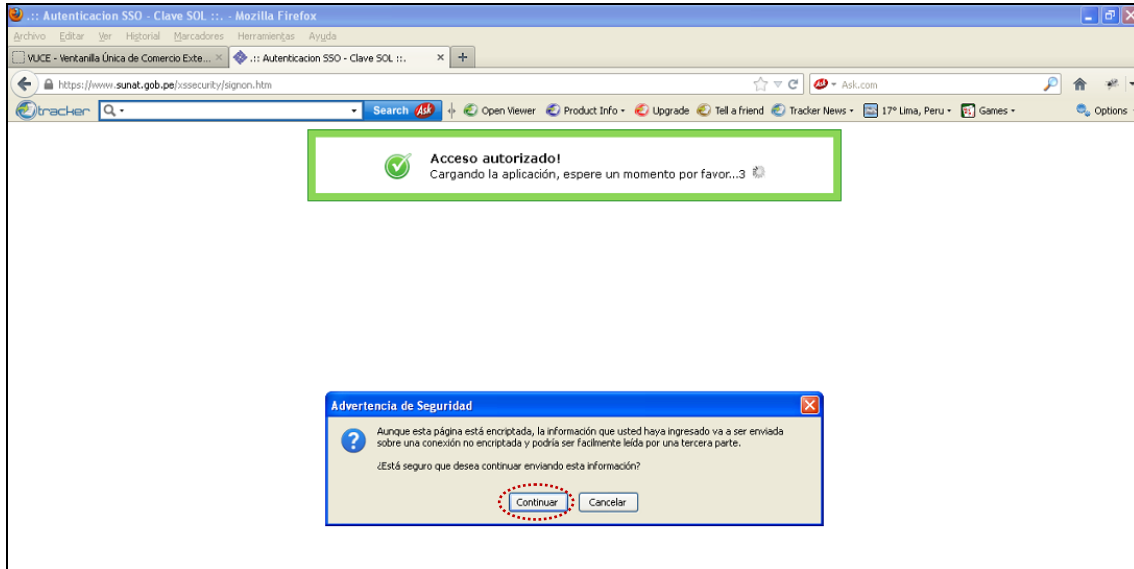 .:: Autenticacion SSO - Clave SOL ::. - Mozilla Firefox
Archivo Editar Ver Historial Marcadores Herramientas Ayuda
VUCE - Ventanilla Única de Comercio Exte... × .:: Autenticacion SSO - Clave SOL ::. × +
https://www.sunat.gob.pe/xssecurity/signon.htm Ask.com
tracker Search Ask Open Viewer Product Info Upgrade Tell a friend Tracker News 17° Lima, Peru Games Options
Acceso autorizado!
Cargando la aplicación, espere un momento por favor...3
Advertencia de Seguridad
Aunque esta página está encriptada, la información que usted haya ingresado va a ser enviada
sobre una conexión no encriptada y podría ser facilmente leída por una tercera parte.
¿Está seguro que desea continuar enviando esta información?
Continuar Cancelar